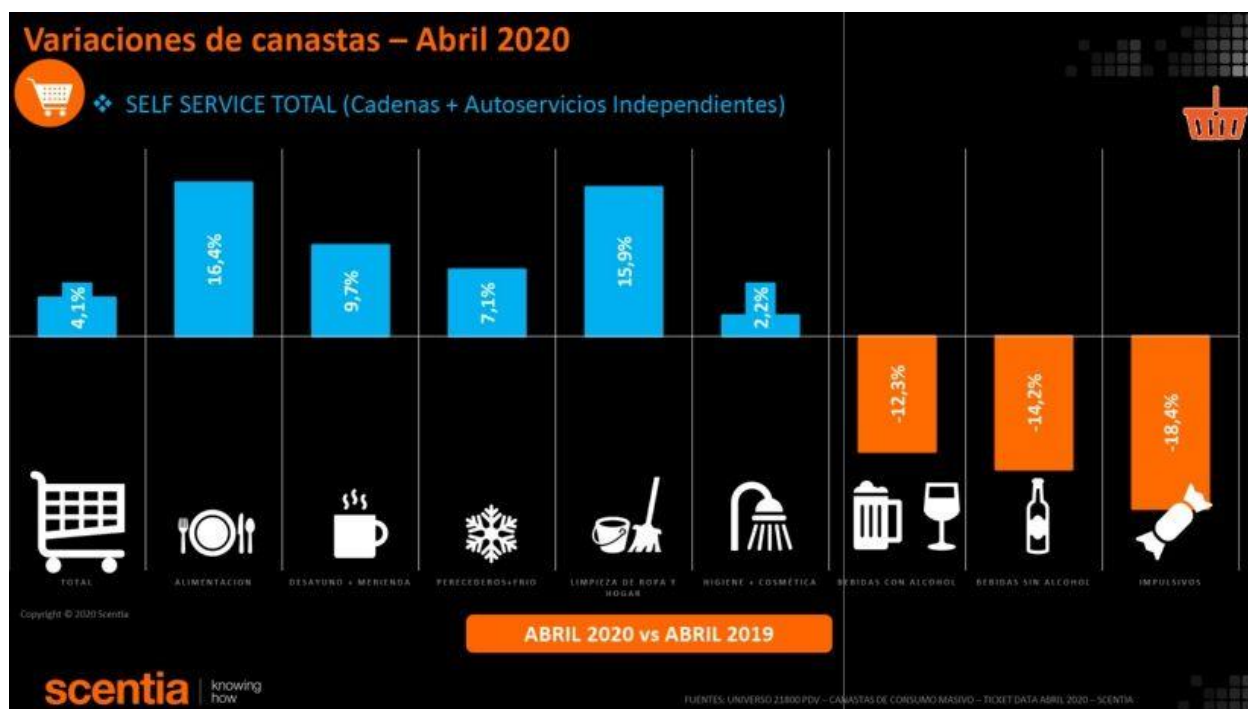 Variaciones de canastas – Abril 2020
❖ SELF SERVICE TOTAL (Cadenas + Autoservicios Independientes)
4,1%
16,4%
9,7%
7,1%
15,9%
2,2%
-12,3%
-14,2%
-18,4%
TOTAL
ALIMENTACION
DESAYUNO + MERIENDA
PERECEDEROS+FRIO
LIMPIEZA DE ROPA Y
HOGAR
HIGIENE + COSMÉTICA
BEBIDAS CON ALCOHOL
BEBIDAS SIN ALCOHOL
IMPULSIVOS
Copyright © 2020 Scentia
ABRIL 2020 vs ABRIL 2019
scentia
knowing
how
FUENTES: UNIVERSO 21800 PDV – CANASTAS DE CONSUMO MASIVO – TICKET DATA ABRIL 2020 – SCENTIA